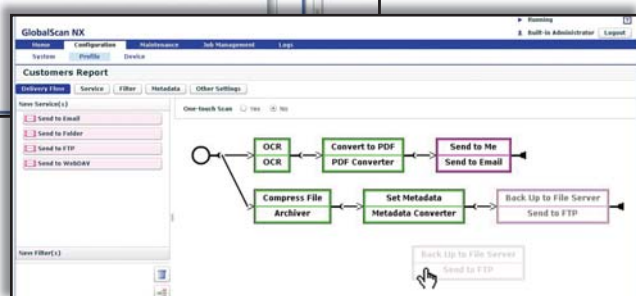 Running
GlobalScan NX
Built-in Administrator Logout
Home Configuration Maintenance Job Management Logs
System Profile Device
Customers Report
Delivery Flow Service Filter Metadata Other Settings
New Service(s)
One-touch Scan Yes No
Send to Email
Send to Folder
Send to FTP
Send to WebDAV
OCR Convert to PDF Send to Me
OCR PDF Converter Send to Email
Compress File Set Metadata Back Up to File Server
Archiver Metadata Converter Send to FTP
New Filter(s)
Back Up to File Server
Send to FTP